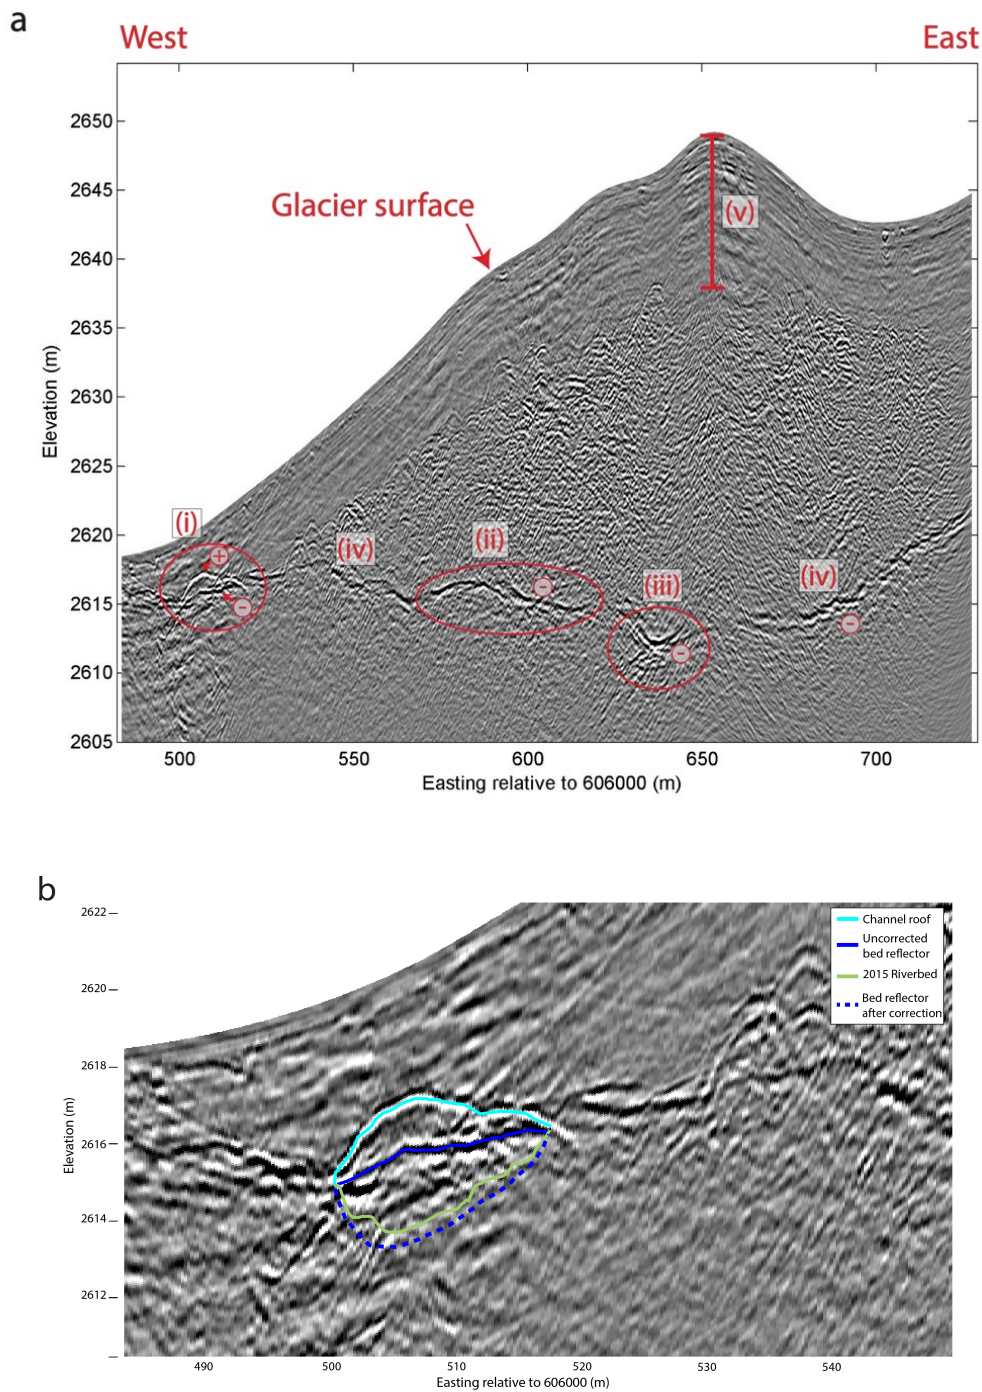 a
West
East
2650
2645
2640
2635
2630
2625
2620
2615
2610
2605
Elevation (m)
Glacier surface
(v)
(i)
+
-
(iv)
(ii)
-
(iii)
-
(iv)
-
500
550
600
650
700
Easting relative to 606000 (m)
b
2622
2620
2618
2616
2614
2612
Elevation (m)
Channel roof
Uncorrected
bed reflector
2015 Riverbed
Bed reflector
after correction
490
500
510
520
530
540
Easting relative to 606000 (m)